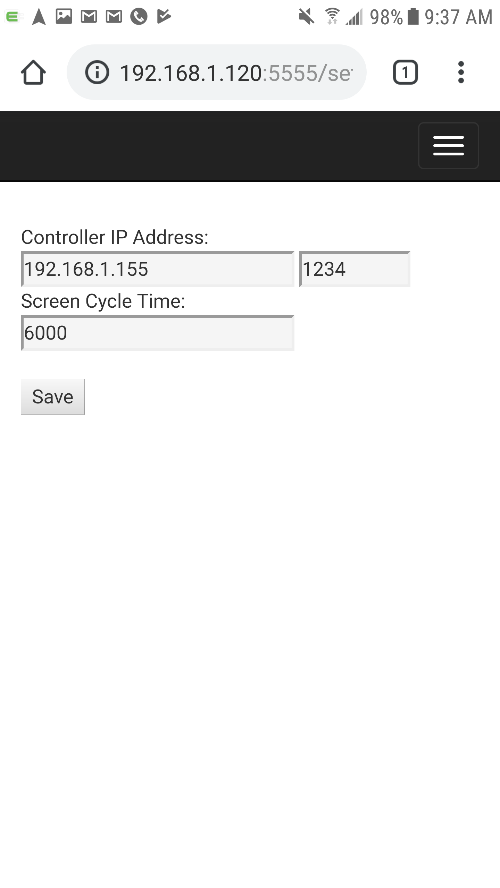 98% 9:37 AM
192.168.1.120:5555/se
1
Controller IP Address:
192.168.1.155 1234
Screen Cycle Time:
6000
Save